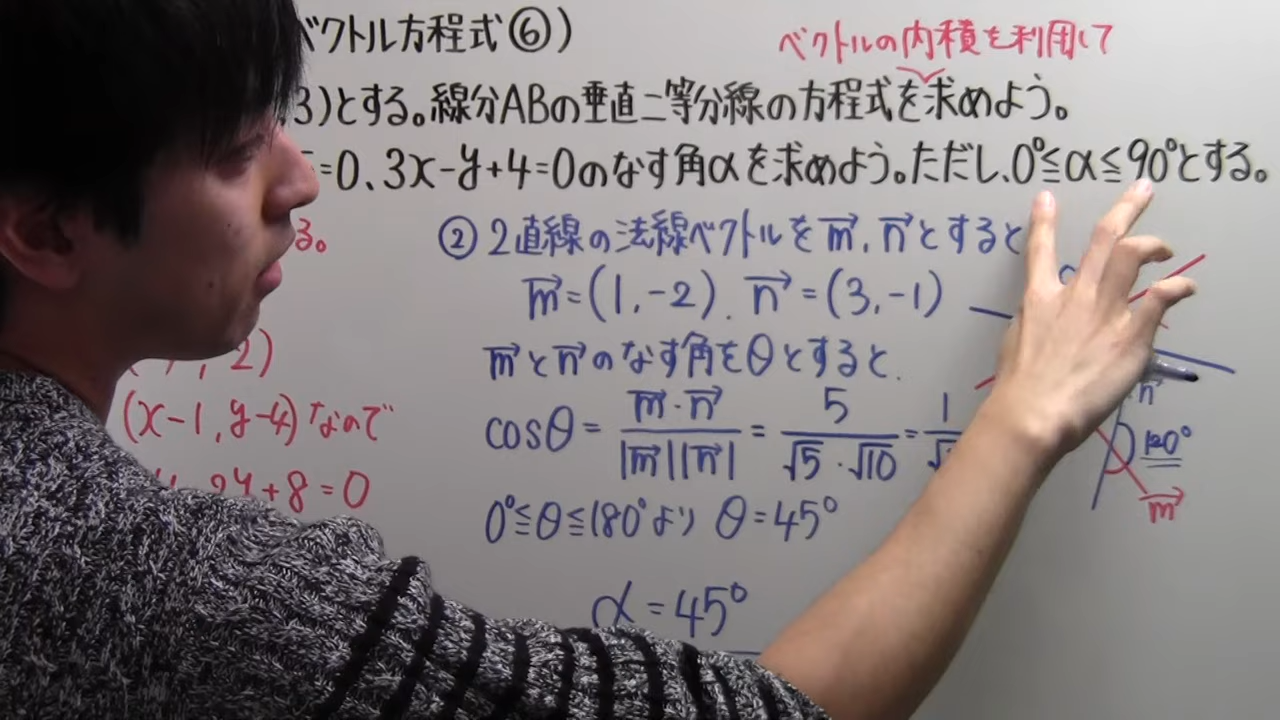 ベクトル方程式⑥)
ベクトルの内積を利用して
3)とする。線分ABの垂直二等分線の方程式を求めよう。
=0、3x-y+4=0のなす角αを求めよう。ただし、0°≦α≦90°とする。
る。
② 2直線の法線ベクトルをm⃗, n⃗とすると
m⃗=(1,-2), n⃗=(3,-1)
m⃗とn⃗のなす角をθとすると、
cosθ= m⃗・n⃗/|m⃗||n⃗| = 5/√5・√10 = 1/√
0°≦θ≦180°より θ=45°
α=45°
, 2)
(x-1, y-4)なので
2y+8=0
n⃗
120°
m⃗